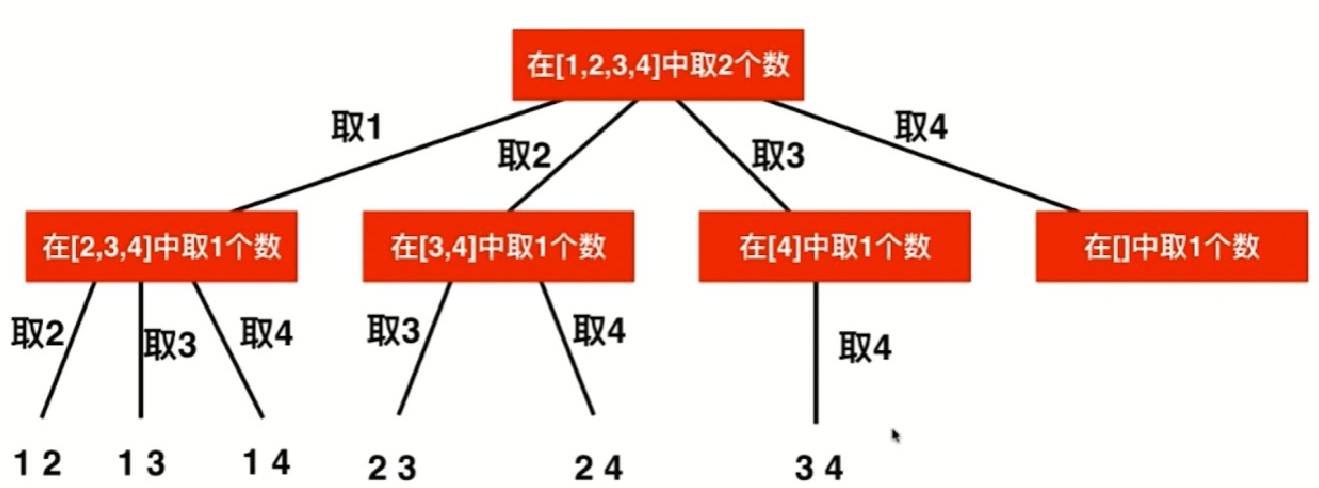 在[1,2,3,4]中取2个数
取1
取2
取3
取4
在[2,3,4]中取1个数
在[3,4]中取1个数
在[4]中取1个数
在[]中取1个数
取2
取3
取4
取3
取4
取4
1 2
1 3
1 4
2 3
2 4
3 4